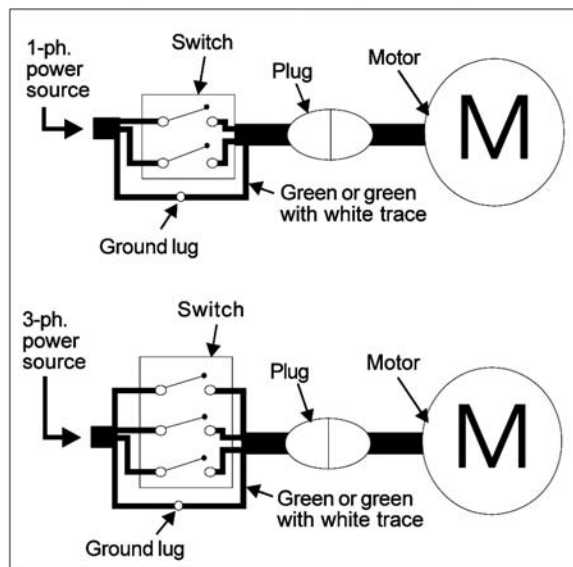 1-ph.
power
source
Switch
Plug
Motor
M
Green or green
with white trace
Ground lug
3-ph.
power
source
Switch
Plug
Motor
M
Green or green
with white trace
Ground lug